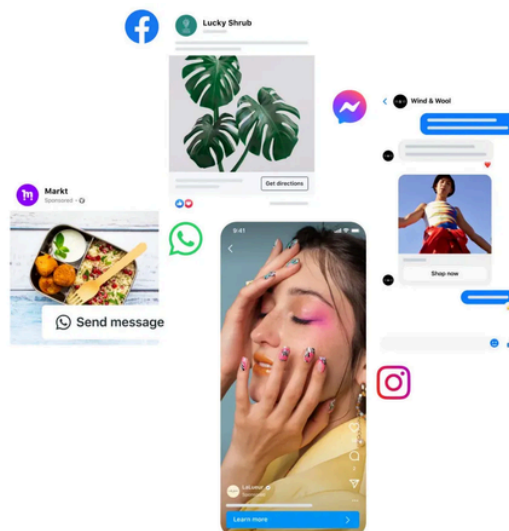 Lucky Shrub
Get directions
Wind & Wool
Shop now
Markt
Sponsored
Send message
9:41
LaLueur
Sponsored
Learn more